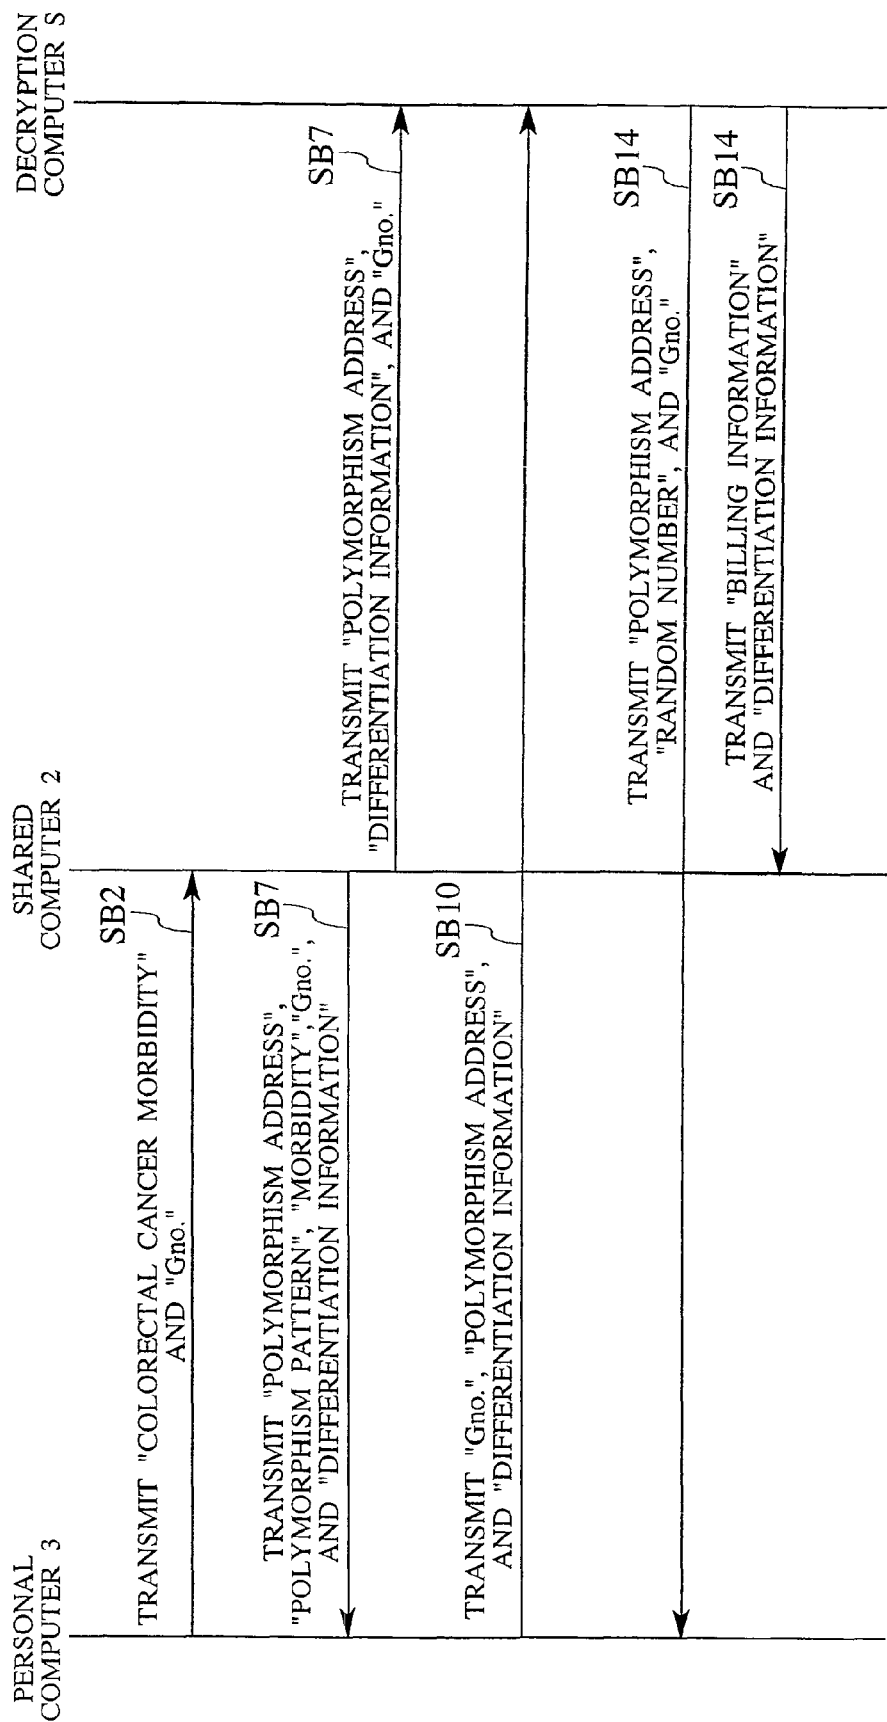 PERSONAL
COMPUTER 3
SHARED
COMPUTER 2
DECRYPTION
COMPUTER S
TRANSMIT "COLORECTAL CANCER MORBIDITY"
AND "Gno."
SB2
TRANSMIT "POLYMORPHISM ADDRESS",
"POLYMORPHISM PATTERN", "MORBIDITY","Gno.",
AND "DIFFERENTIATION INFORMATION"
SB7
TRANSMIT "POLYMORPHISM ADDRESS",
"DIFFERENTIATION INFORMATION", AND "Gno."
SB7
TRANSMIT "Gno.", "POLYMORPHISM ADDRESS",
AND "DIFFERENTIATION INFORMATION"
SB10
TRANSMIT "POLYMORPHISM ADDRESS",
"RANDOM NUMBER", AND "Gno."
SB14
TRANSMIT "BILLING INFORMATION"
AND "DIFFERENTIATION INFORMATION"
SB14